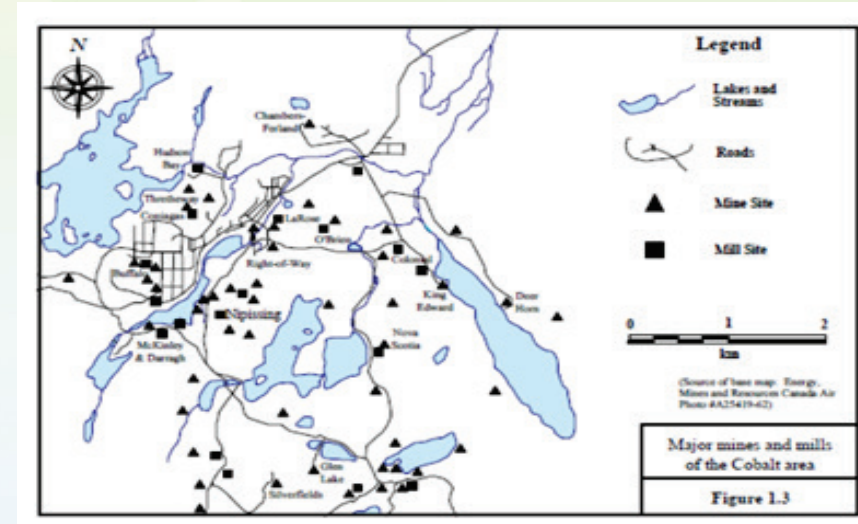 N
Chambers-
Ferland
Hudson
Bay
Trethewey
Coniagas
LaRose
O'Brien
Right-of-Way
Colonial
Buffalo
King
Edward
Deer
Horn
Nipissing
Nova
Scotia
McKinley
& Darragh
Glen
Lake
Silverfields
Legend
Lakes and
Streams
Roads
Mine Site
Mill Site
0 1 2
km
(Source of base map: Energy,
Mines and Resources Canada Air
Photo #A25419-62)
Major mines and mills
of the Cobalt area
Figure 1.3